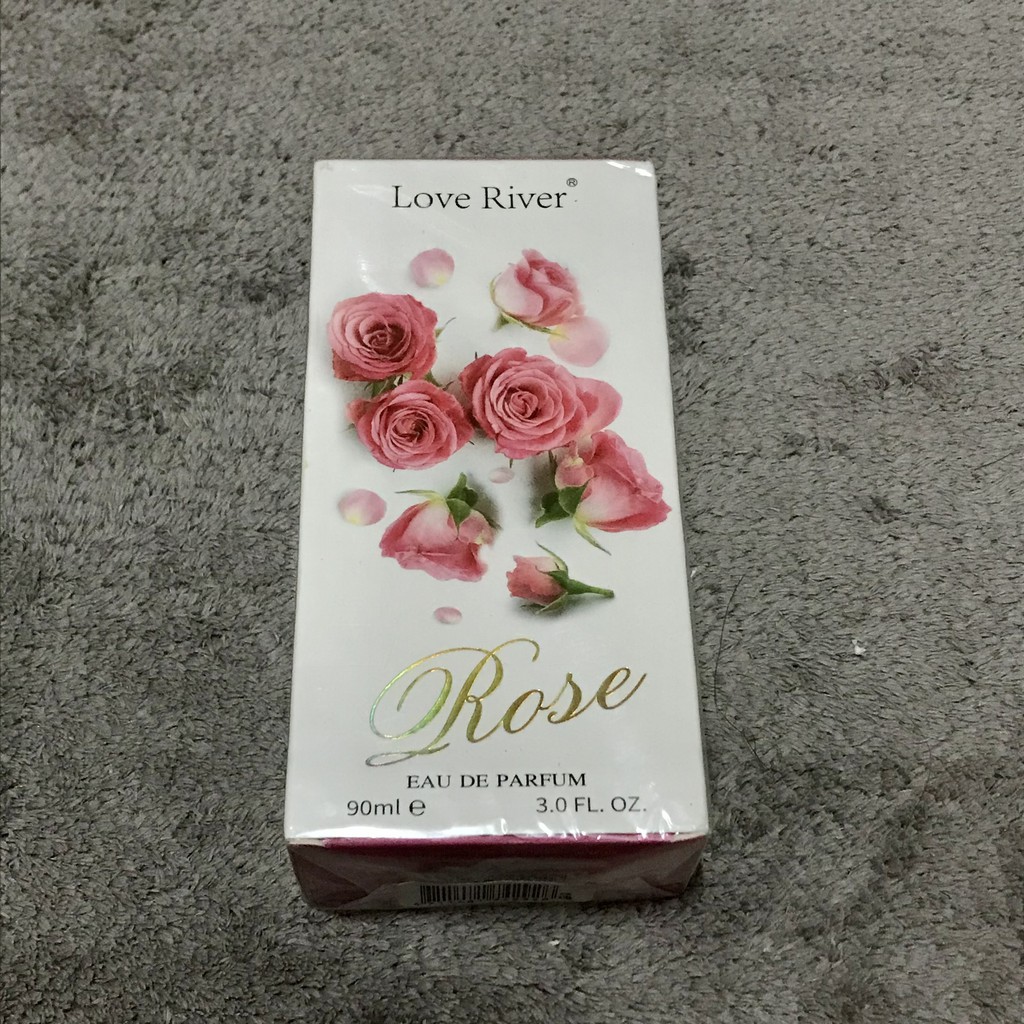 Love River®
Rose
EAU DE PARFUM
90ml ℮ 3.0 FL. OZ.